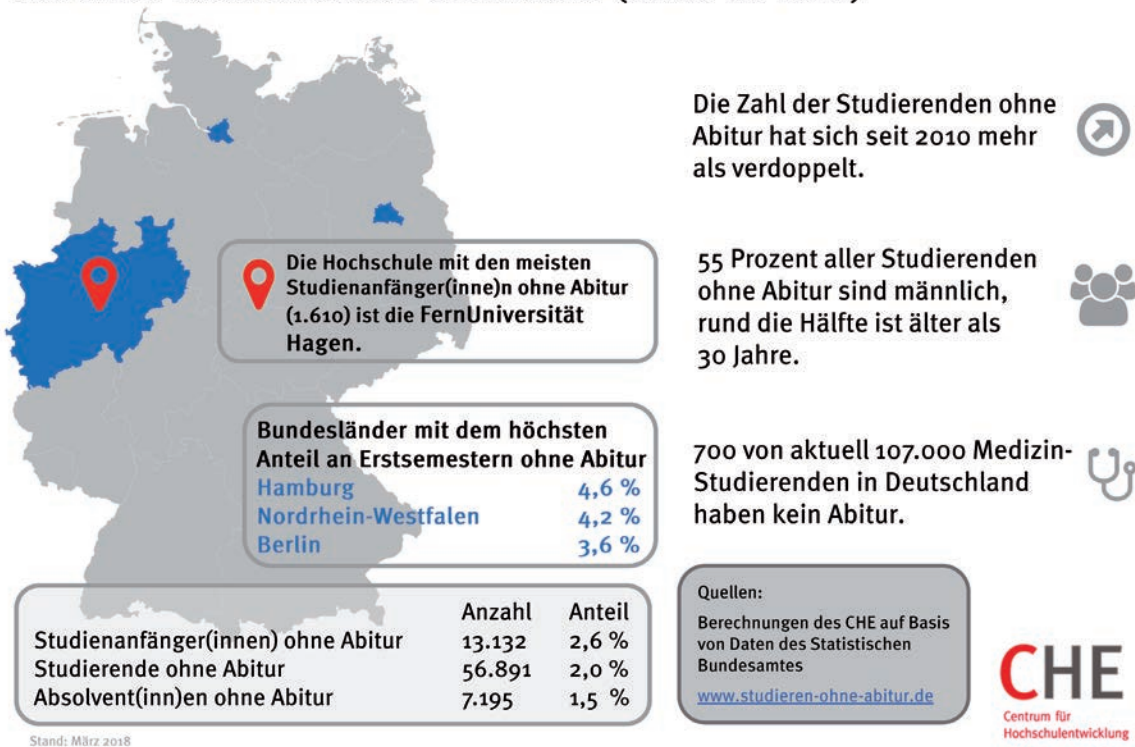 Die Zahl der Studierenden ohne
Abitur hat sich seit 2010 mehr
als verdoppelt.
Die Hochschule mit den meisten
Studienanfänger(inne)n ohne Abitur
(1.610) ist die FernUniversität
Hagen.
55 Prozent aller Studierenden
ohne Abitur sind männlich,
rund die Hälfte ist älter als
30 Jahre.
Bundesländer mit dem höchsten
Anteil an Erstsemestern ohne Abitur
Hamburg 4,6 %
Nordrhein-Westfalen 4,2 %
Berlin 3,6 %
700 von aktuell 107.000 Medizin-
Studierenden in Deutschland
haben kein Abitur.
Anzahl Anteil
Studienanfänger(innen) ohne Abitur 13.132 2,6 %
Studierende ohne Abitur 56.891 2,0 %
Absolvent(inn)en ohne Abitur 7.195 1,5 %
Quellen:
Berechnungen des CHE auf Basis
von Daten des Statistischen
Bundesamtes
www.studieren-ohne-abitur.de
CHE
Centrum für
Hochschulentwicklung
Stand: März 2018